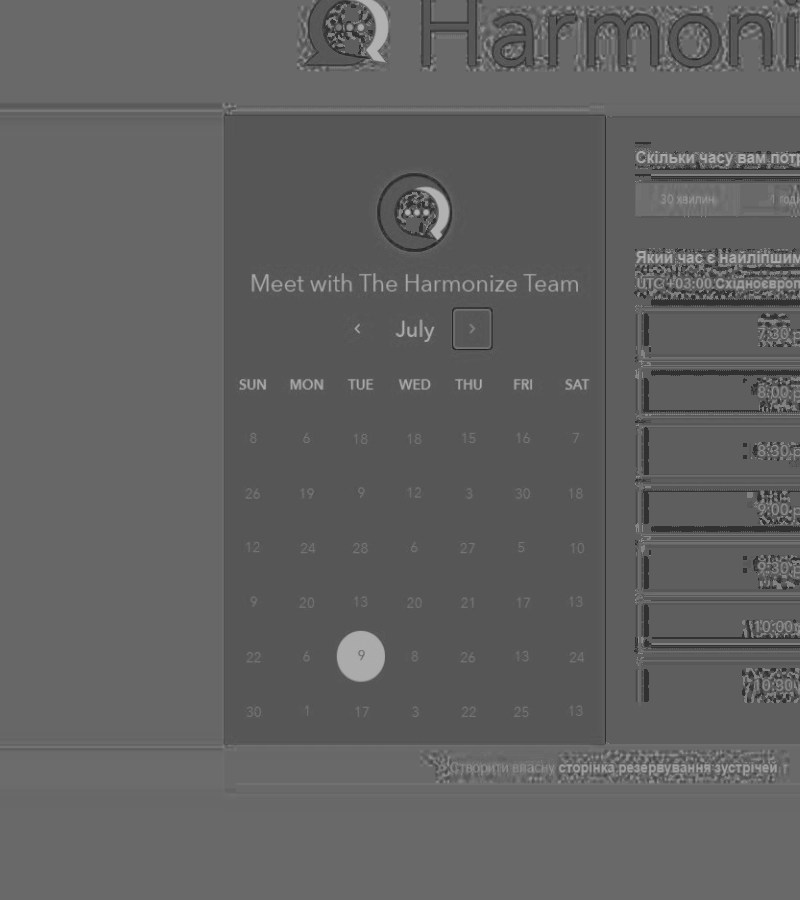 Harmoni
Meet with The Harmonize Team
July
SUN MON TUE WED THU FRI SAT
8 6 18 18 15 16 7
26 19 9 12 3 30 18
12 24 28 6 27 5 10
9 20 13 20 21 17 13
22 6 9 8 26 13 24
30 1 17 3 22 25 13
Скільки часу вам потр
30 хвилин 1 годи
Який час є найліпшим
UTC +03:00 Східноєвроп
7:30 p
8:00 p
8:30 p
9:00 p
9:30 p
10:00
10:30
Створити власну сторінка резервування зустрічей